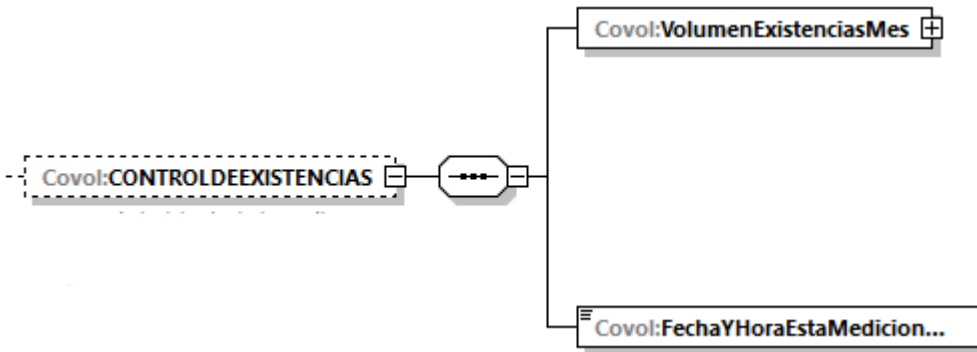 Covol:VolumenExistenciasMes
Covol:CONTROLDEEXISTENCIAS
Covol:FechaYHoraEstaMedicion...